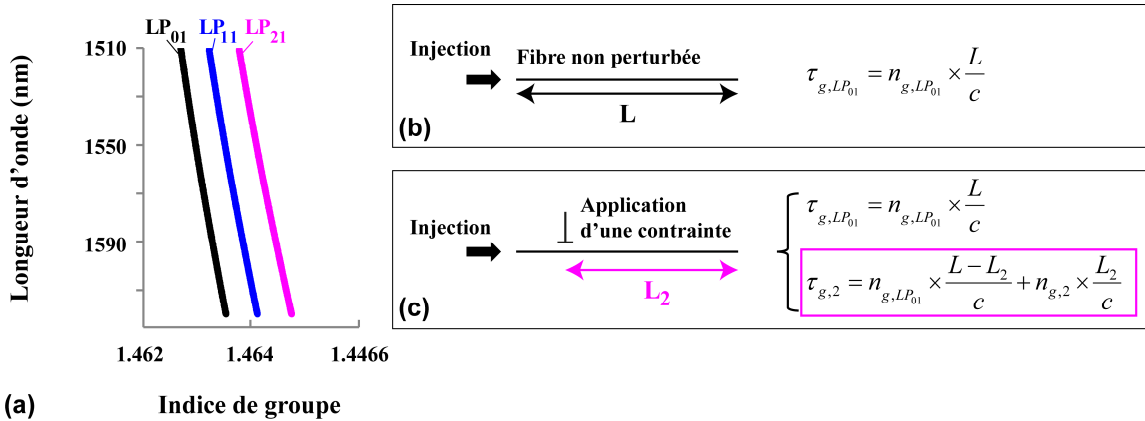 LP01 LP11 LP21
1510
1550
1590
1.462 1.464 1.4466
Longueur d'onde (nm)
Indice de groupe
(a)
Injection
Fibre non perturbée
L
τg,LP01 = ng,LP01 × L/c
(b)
Injection
Application
d'une contrainte
L2
τg,LP01 = ng,LP01 × L/c
τg,2 = ng,LP01 × (L − L2)/c + ng,2 × L2/c
(c)